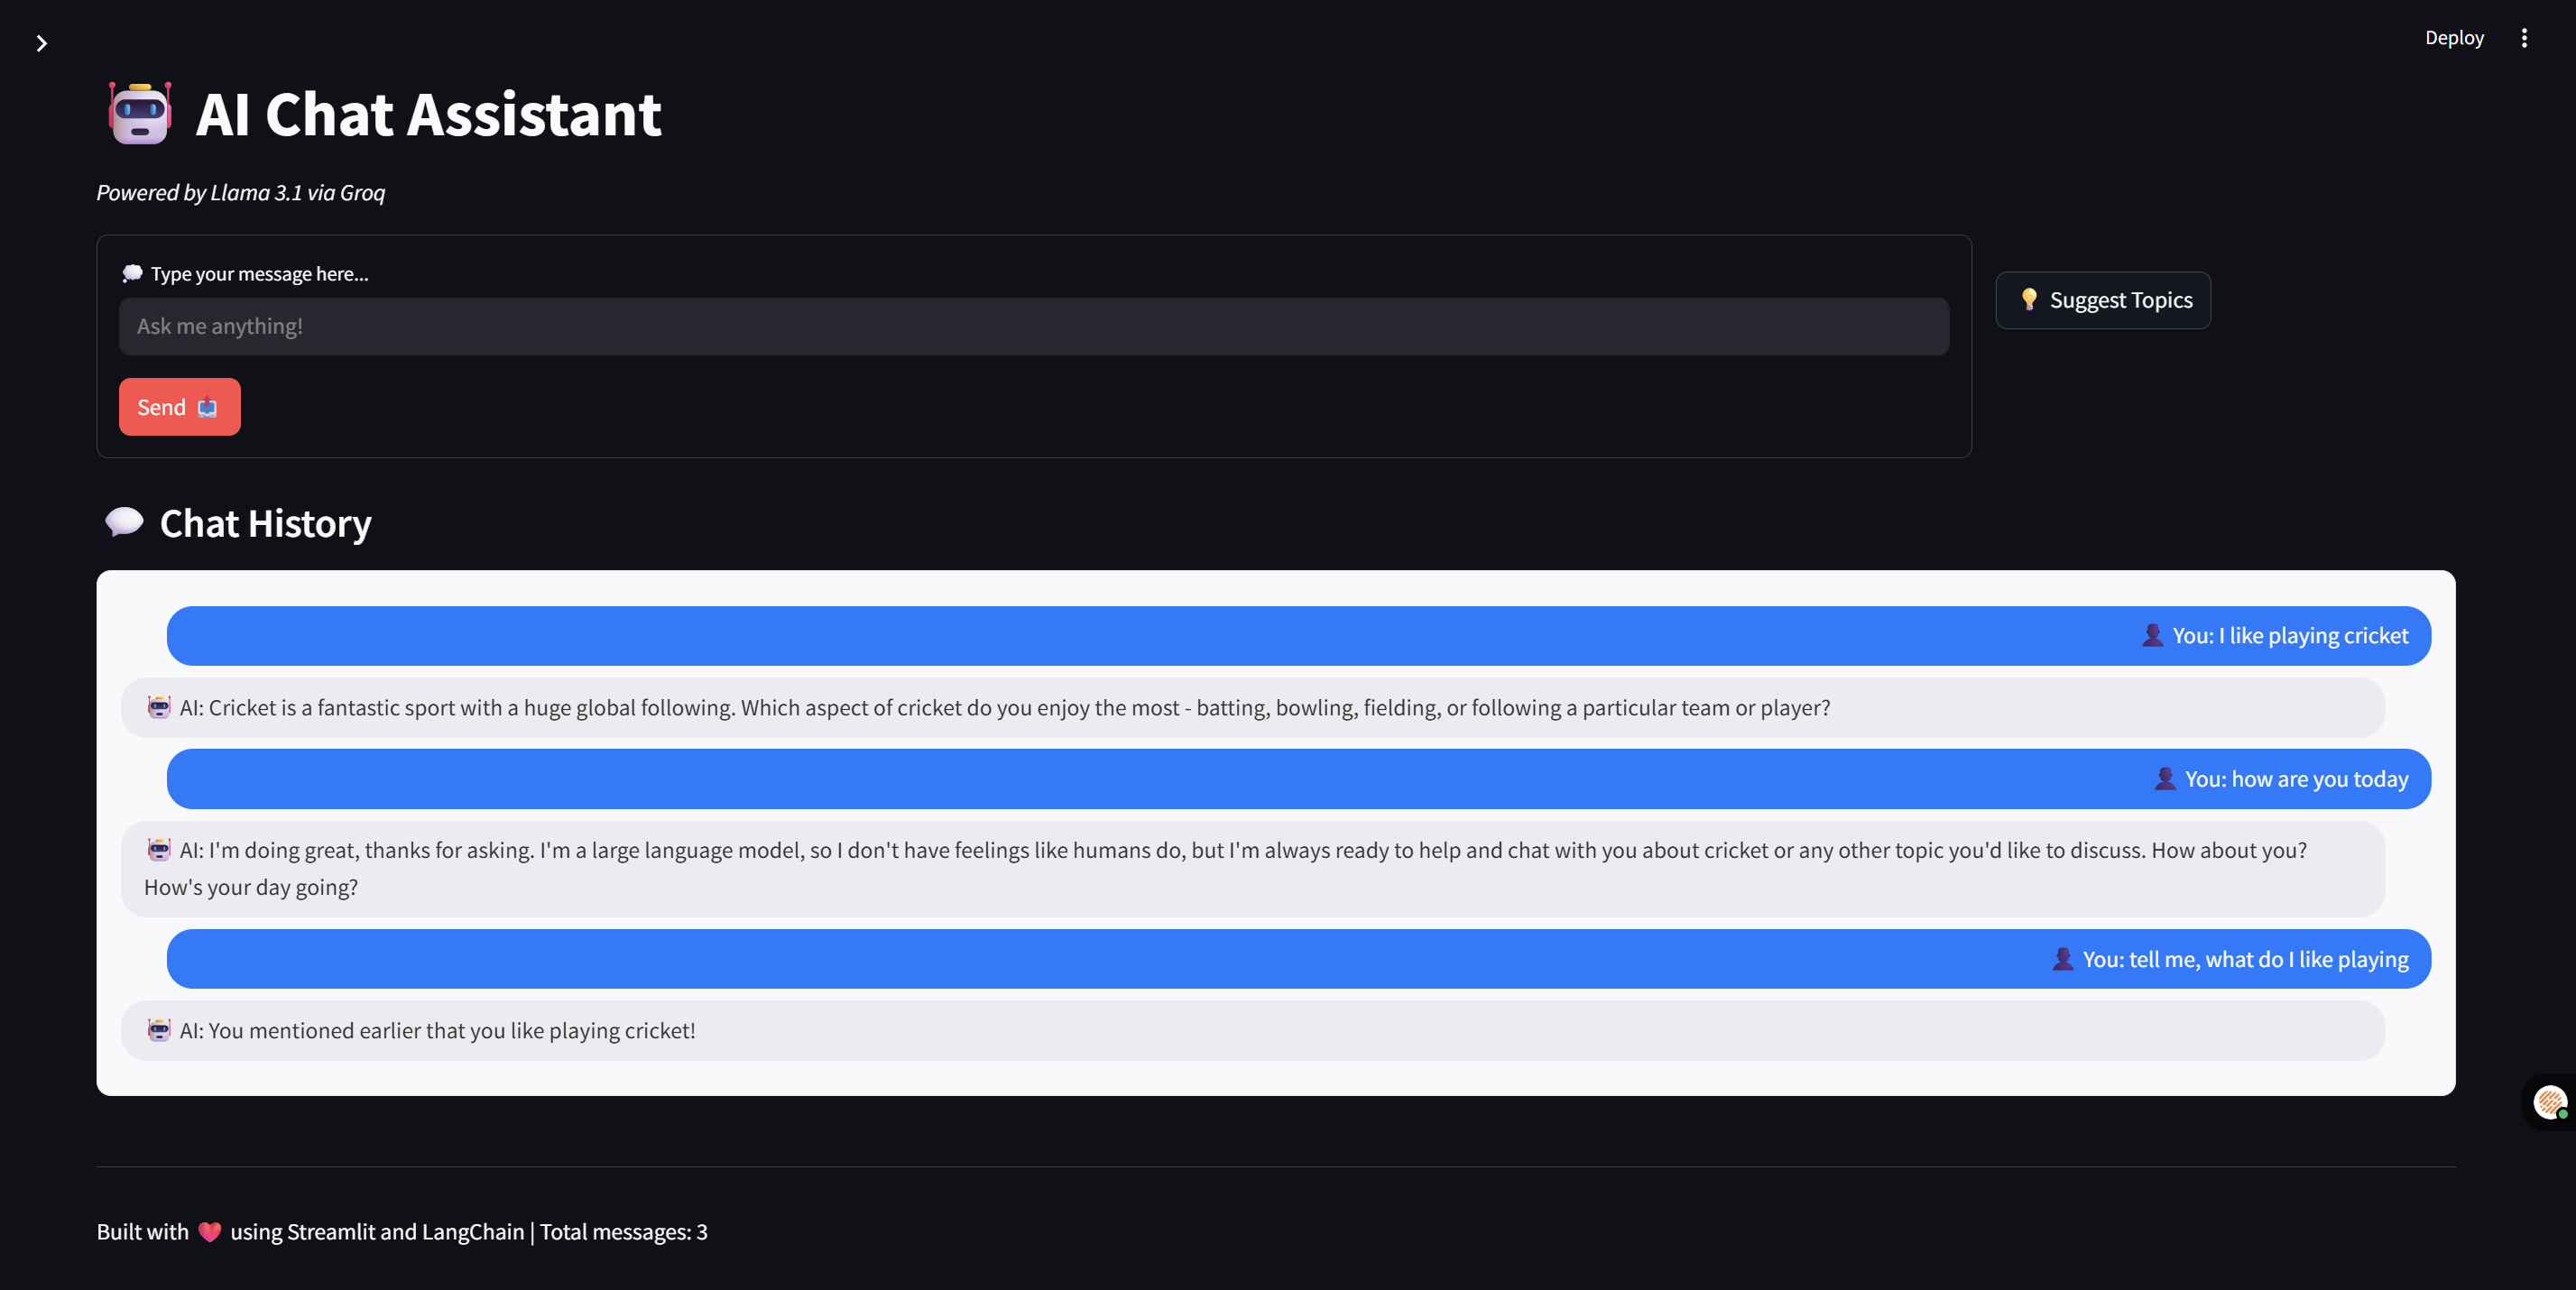 Deploy
AI Chat Assistant
Powered by Llama 3.1 via Groq
Type your message here...
Ask me anything!
Suggest Topics
Send
Chat History
You: I like playing cricket
AI: Cricket is a fantastic sport with a huge global following. Which aspect of cricket do you enjoy the most - batting, bowling, fielding, or following a particular team or player?
You: how are you today
AI: I'm doing great, thanks for asking. I'm a large language model, so I don't have feelings like humans do, but I'm always ready to help and chat with you about cricket or any other topic you'd like to discuss. How about you?
How's your day going?
You: tell me, what do I like playing
AI: You mentioned earlier that you like playing cricket!
Built with ❤️ using Streamlit and LangChain | Total messages: 3